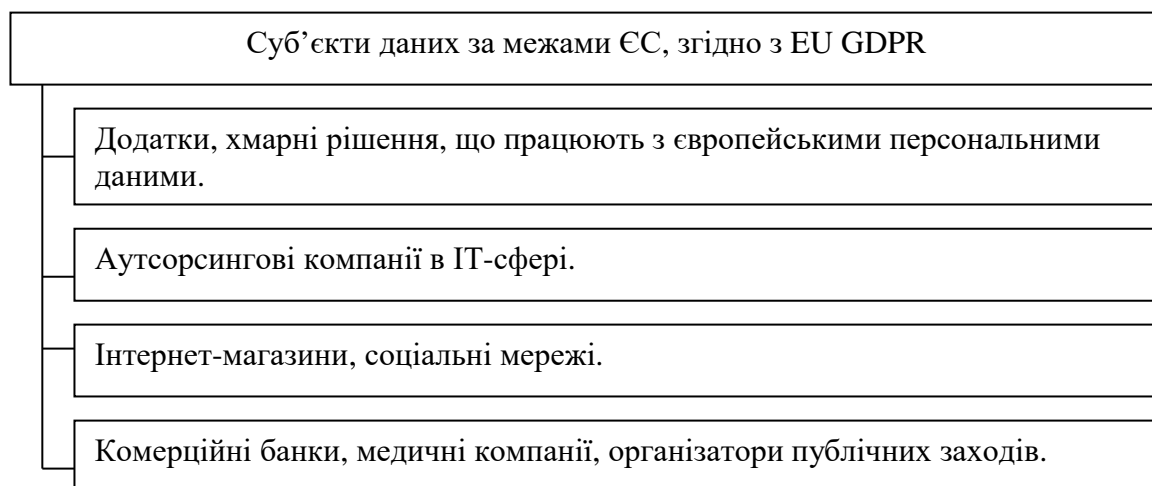 Суб’єкти даних за межами ЄС, згідно з EU GDPR
Додатки, хмарні рішення, що працюють з європейськими персональними
даними.
Аутсорсингові компанії в ІТ-сфері.
Інтернет-магазини, соціальні мережі.
Комерційні банки, медичні компанії, організатори публічних заходів.